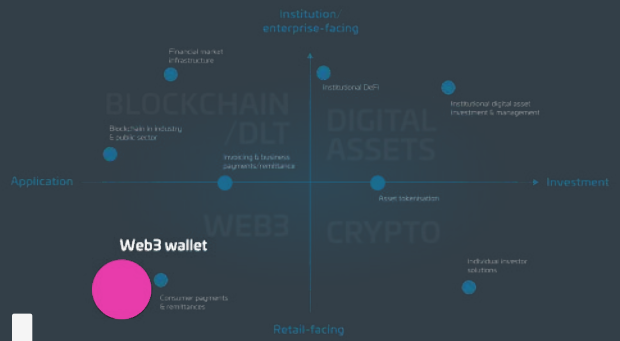 Institution/
enterprise-facing
Financial market
infrastructure
Institutional DeFi
Institutional digital asset
investment & management
BLOCKCHAIN
/DLT
DIGITAL
ASSETS
Blockchain in industry
& public sector
Invoicing & business
payments/remittance
Application
Investment
Asset tokenisation
WEB3
CRYPTO
Web3 wallet
Individual investor
solutions
Consumer payments
& remittances
Retail-facing